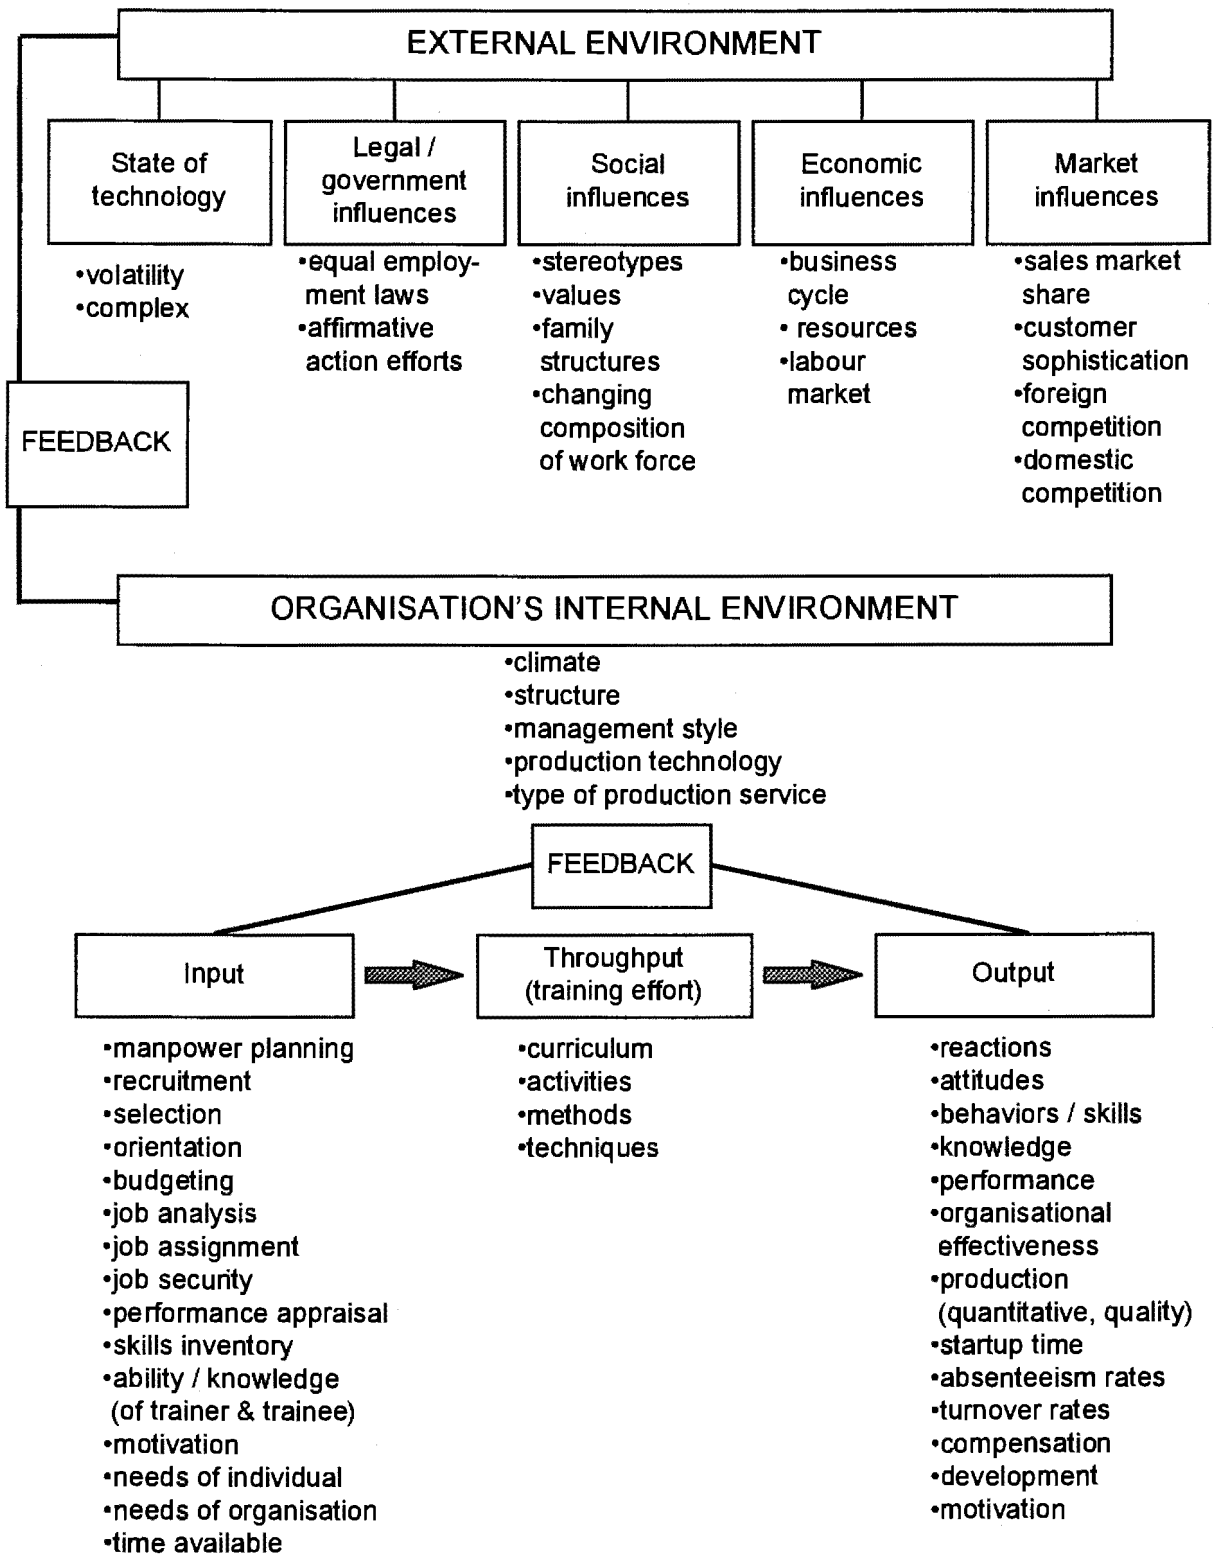 EXTERNAL ENVIRONMENT
State of
technology
•volatility
•complex
Legal /
government
influences
•equal employ-
ment laws
•affirmative
action efforts
Social
influences
•stereotypes
•values
•family
structures
•changing
composition
of work force
Economic
influences
•business
cycle
• resources
•labour
market
Market
influences
•sales market
share
•customer
sophistication
•foreign
competition
•domestic
competition
FEEDBACK
ORGANISATION'S INTERNAL ENVIRONMENT
•climate
•structure
•management style
•production technology
•type of production service
FEEDBACK
Input
•manpower planning
•recruitment
•selection
•orientation
•budgeting
•job analysis
•job assignment
•job security
•performance appraisal
•skills inventory
•ability / knowledge
(of trainer & trainee)
•motivation
•needs of individual
•needs of organisation
•time available
Throughput
(training effort)
•curriculum
•activities
•methods
•techniques
Output
•reactions
•attitudes
•behaviors / skills
•knowledge
•performance
•organisational
effectiveness
•production
(quantitative, quality)
•startup time
•absenteeism rates
•turnover rates
•compensation
•development
•motivation